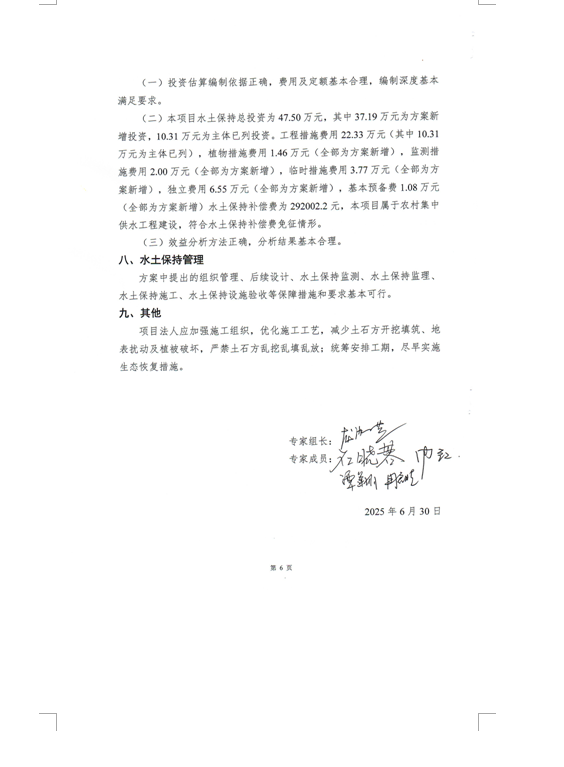 （一）投资估算编制依据正确，费用及定额基本合理，编制深度基本
满足要求。
（二）本项目水土保持总投资为 47.50 万元，其中 37.19 万元为方案新
增投资，10.31 万元为主体已列投资。工程措施费用 22.33 万元（其中 10.31
万元为主体已列），植物措施费用 1.46 万元（全部为方案新增），监测措
施费用 2.00 万元（全部为方案新增），临时措施费用 3.77 万元（全部为方
案新增），独立费用 6.55 万元（全部为方案新增），基本预备费 1.08 万元
（全部为方案新增）水土保持补偿费为 292002.2 元，本项目属于农村集中
供水工程建设，符合水土保持补偿费免征情形。
（三）效益分析方法正确，分析结果基本合理。
八、水土保持管理
方案中提出的组织管理、后续设计、水土保持监测、水土保持监理、
水土保持施工、水土保持设施验收等保障措施和要求基本可行。
九、其他
项目法人应加强施工组织，优化施工工艺，减少土石方开挖填筑、地
表扰动及植被破坏，严禁土石方乱挖乱填乱放；统筹安排工期，尽早实施
生态恢复措施。
专家组长：
专家成员：
2025 年 6 月 30 日
第 6 页